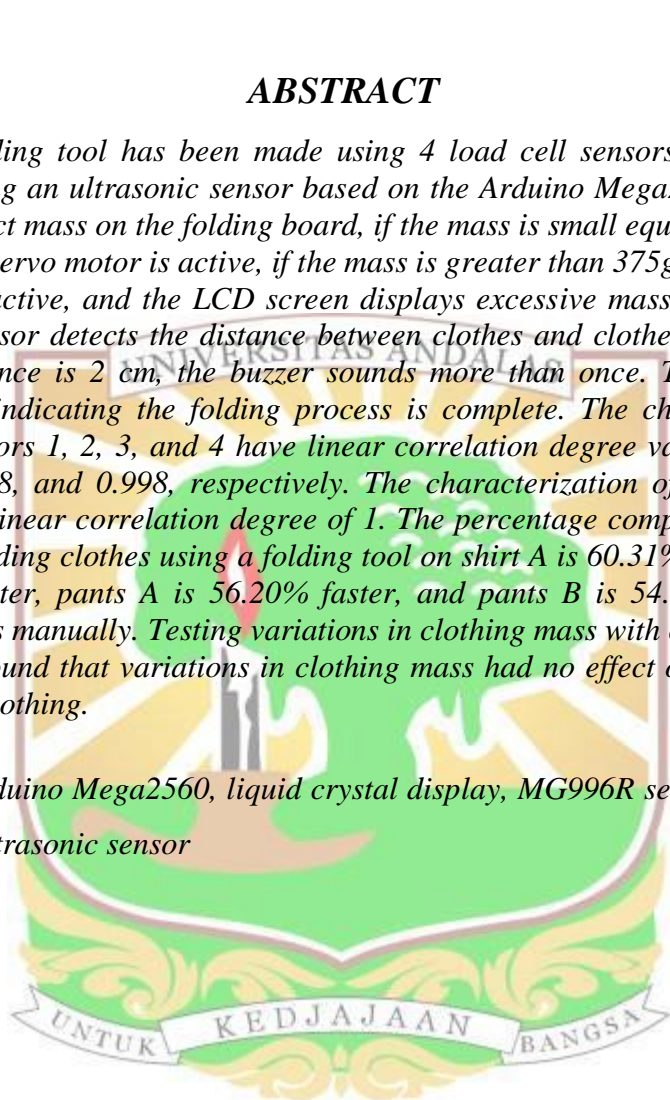 ABSTRACT
ing tool has been made using 4 load cell sensors
g an ultrasonic sensor based on the Arduino Mega
ct mass on the folding board, if the mass is small equ
ervo motor is active, if the mass is greater than 375g
active, and the LCD screen displays excessive mass
sor detects the distance between clothes and clothe
nce is 2 cm, the buzzer sounds more than once. T
indicating the folding process is complete. The ch
ors 1, 2, 3, and 4 have linear correlation degree va
8, and 0.998, respectively. The characterization of
linear correlation degree of 1. The percentage comp
ding clothes using a folding tool on shirt A is 60.31%
ter, pants A is 56.20% faster, and pants B is 54.
s manually. Testing variations in clothing mass with
ound that variations in clothing mass had no effect o
othing.
duino Mega2560, liquid crystal display, MG996R se
trasonic sensor
UNIVERSITAS ANDALAS
UNTUK KEDJAJAAN BANGSA